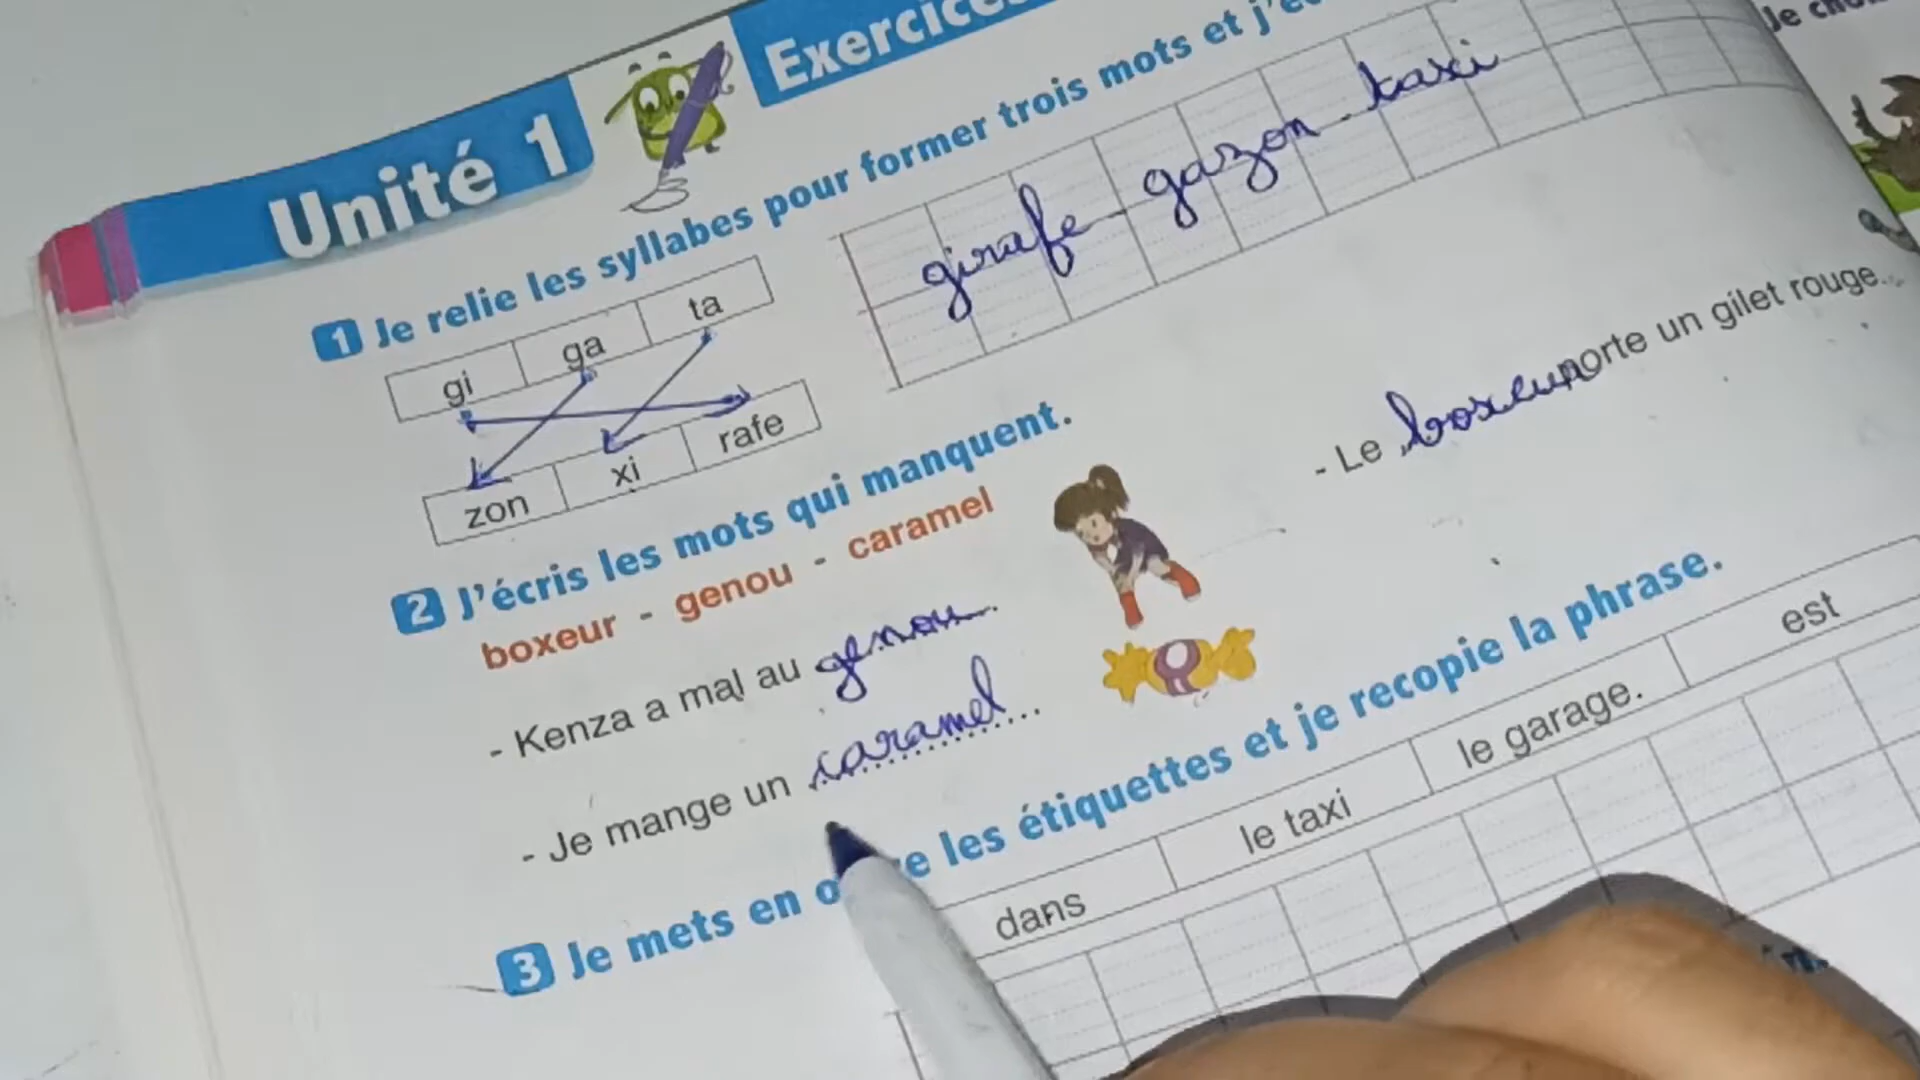 Unité 1
Exercices
1 Je relie les syllabes pour former trois mots et j'é
gi ga ta
zon xi rafe
girafe - gazon - taxi
2 J'écris les mots qui manquent.
boxeur - genou - caramel
- Kenza a mal au genou.
- Le boxeur porte un gilet rouge.
- Je mange un caramel
3 Je mets en les étiquettes et je recopie la phrase.
dans le taxi le garage. est
Je